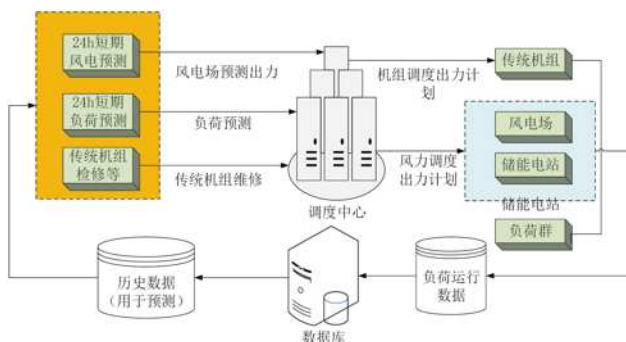 24h短期
风电预测
24h短期
负荷预测
传统机组
检修等
风电场预测出力
负荷预测
传统机组维修
调度中心
机组调度出力计
划
风力调度
出力计划
传统机组
风电场
储能电站
储能电站
负荷群
历史数据
（用于预测）
数据库
负荷运行
数据